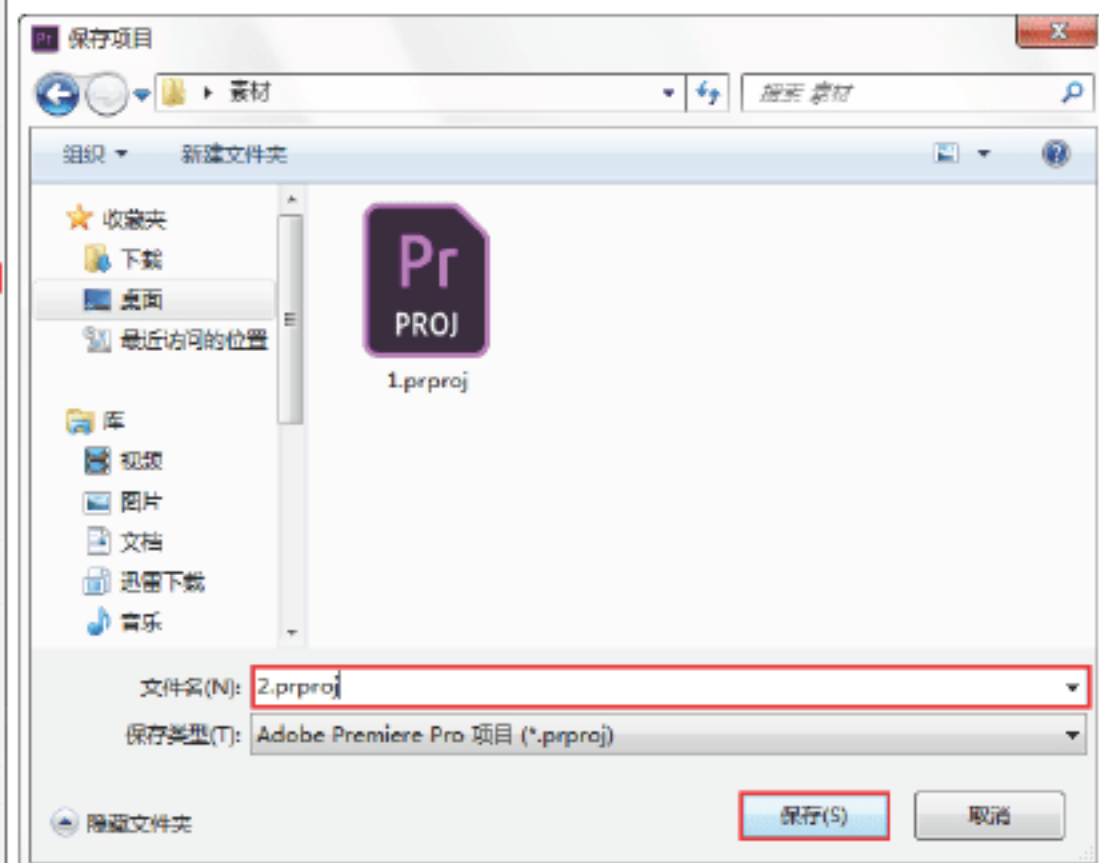 Pr 保存项目
素材
搜索 素材
组织
新建文件夹
收藏夹
下载
桌面
最近访问的位置
库
视频
图片
文档
迅雷下载
音乐
Pr
PROJ
1.prproj
文件名(N): 2.prproj
保存类型(T): Adobe Premiere Pro 项目 (*.prproj)
隐藏文件夹
保存(S)
取消